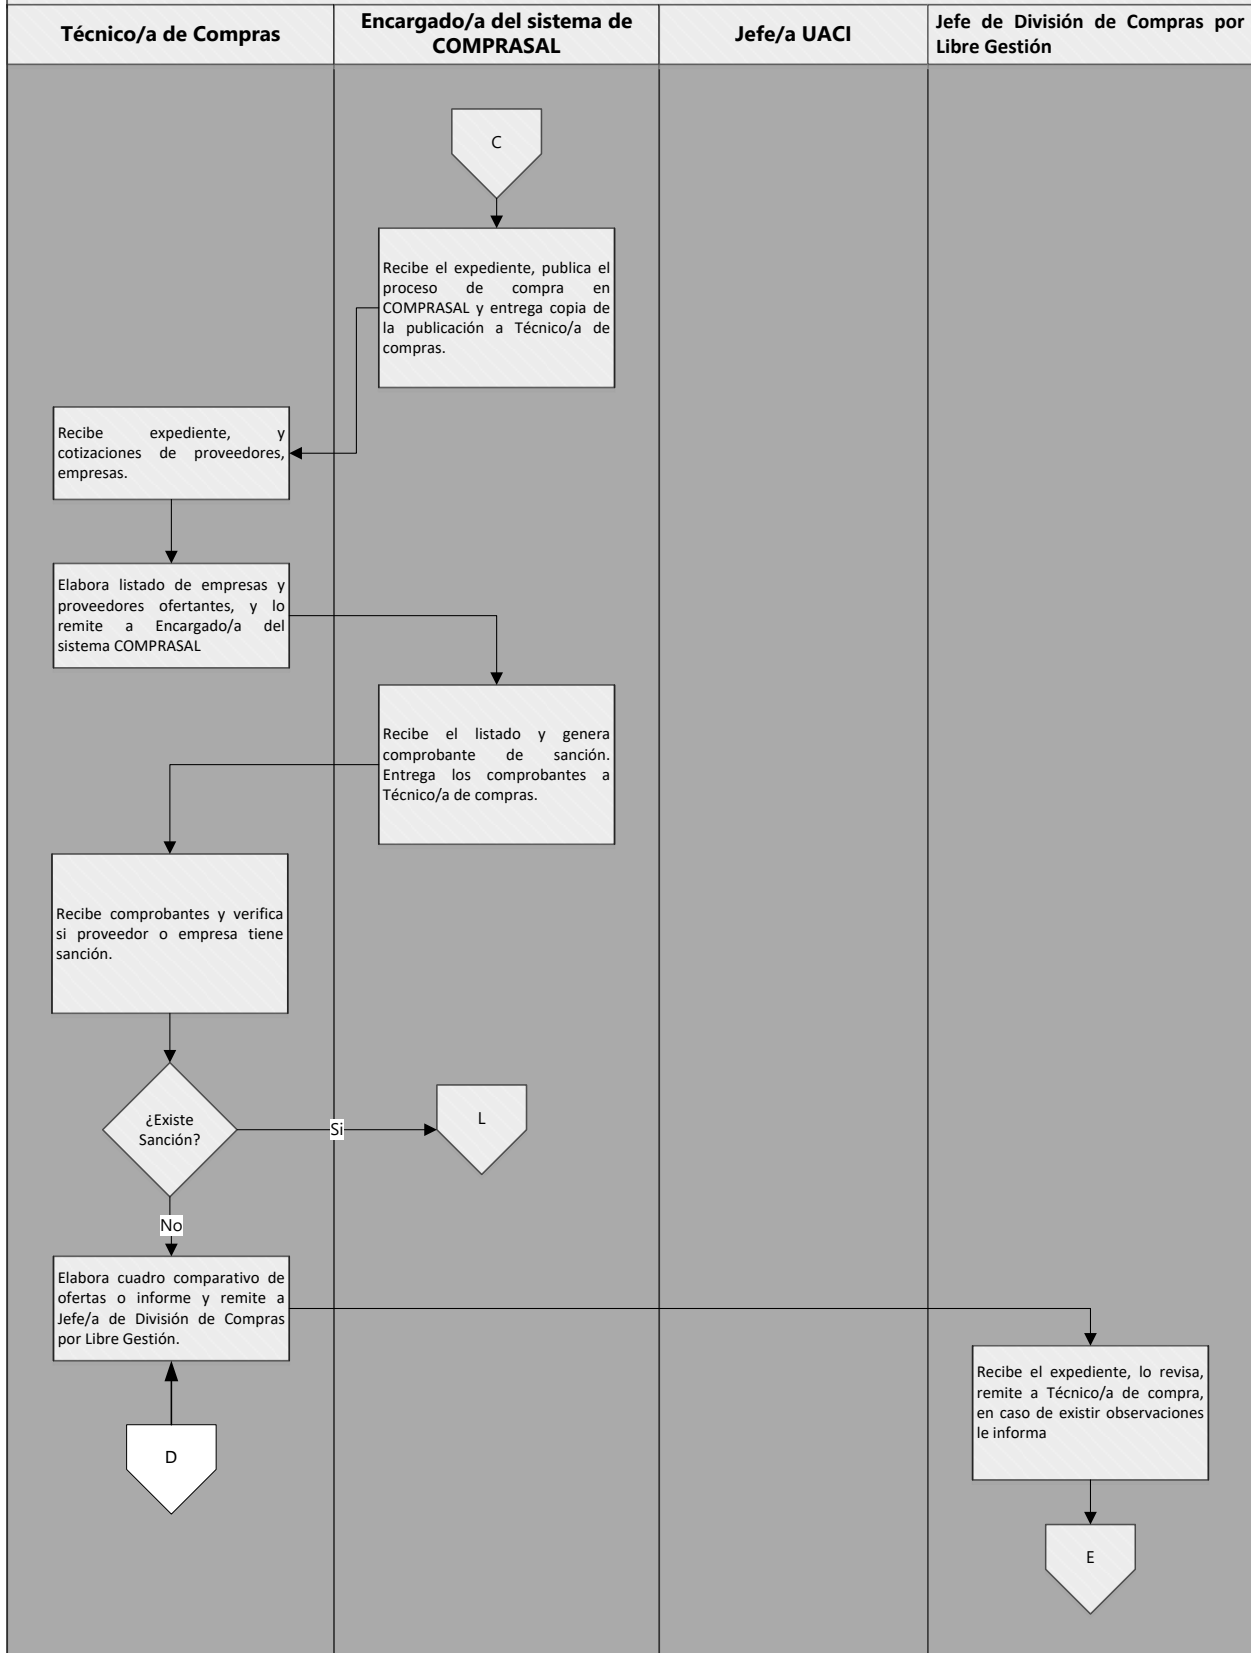 Técnico/a de Compras
Encargado/a del sistema de
COMPRASAL
Jefe/a UACI
Jefe de División de Compras por
Libre Gestión
C
Recibe el expediente, publica el
proceso de compra en
COMPRASAL y entrega copia de
la publicación a Técnico/a de
compras.
Recibe expediente, y
cotizaciones de proveedores,
empresas.
Elabora listado de empresas y
proveedores ofertantes, y lo
remite a Encargado/a del
sistema COMPRASAL
Recibe el listado y genera
comprobante de sanción.
Entrega los comprobantes a
Técnico/a de compras.
Recibe comprobantes y verifica
si proveedor o empresa tiene
sanción.
¿Existe
Sanción?
Si
L
No
Elabora cuadro comparativo de
ofertas o informe y remite a
Jefe/a de División de Compras
por Libre Gestión.
Recibe el expediente, lo revisa,
remite a Técnico/a de compra,
en caso de existir observaciones
le informa
D
E